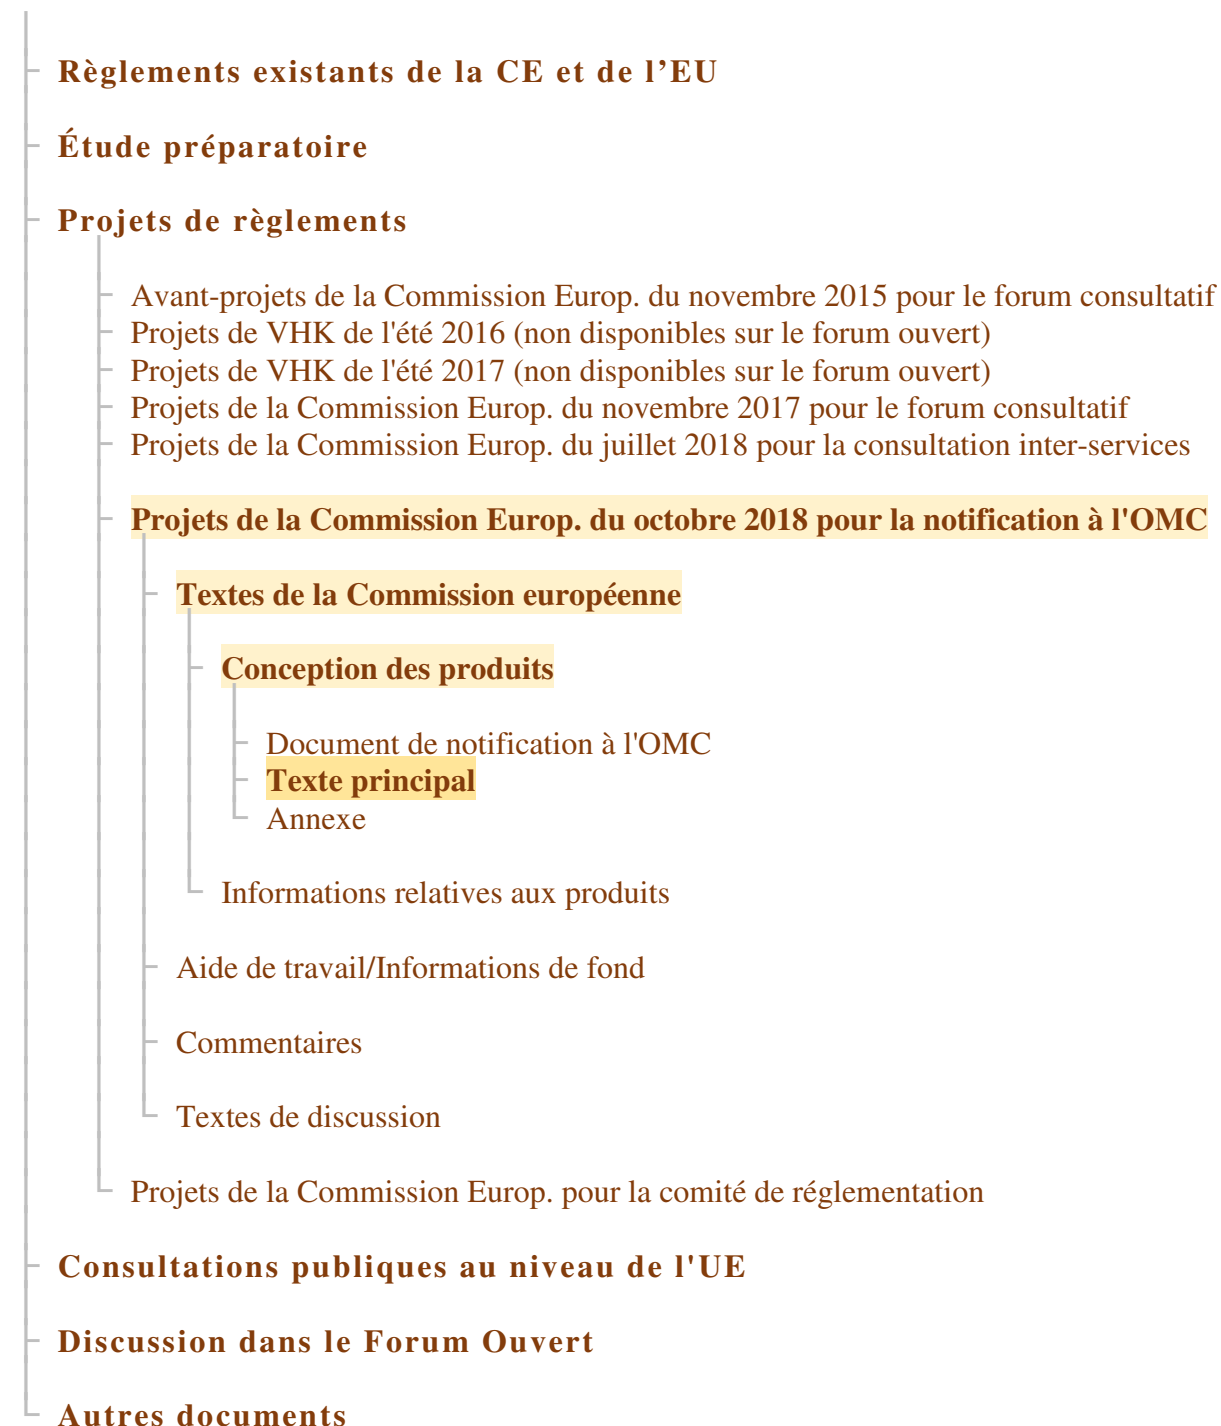 Règlements existants de la CE et de l’EU
Étude préparatoire
Projets de règlements
Avant-projets de la Commission Europ. du novembre 2015 pour le forum consultatif
Projets de VHK de l'été 2016 (non disponibles sur le forum ouvert)
Projets de VHK de l'été 2017 (non disponibles sur le forum ouvert)
Projets de la Commission Europ. du novembre 2017 pour le forum consultatif
Projets de la Commission Europ. du juillet 2018 pour la consultation inter-services
Projets de la Commission Europ. du octobre 2018 pour la notification à l'OMC
Textes de la Commission européenne
Conception des produits
Document de notification à l'OMC
Texte principal
Annexe
Informations relatives aux produits
Aide de travail/Informations de fond
Commentaires
Textes de discussion
Projets de la Commission Europ. pour la comité de réglementation
Consultations publiques au niveau de l'UE
Discussion dans le Forum Ouvert
Autres documents